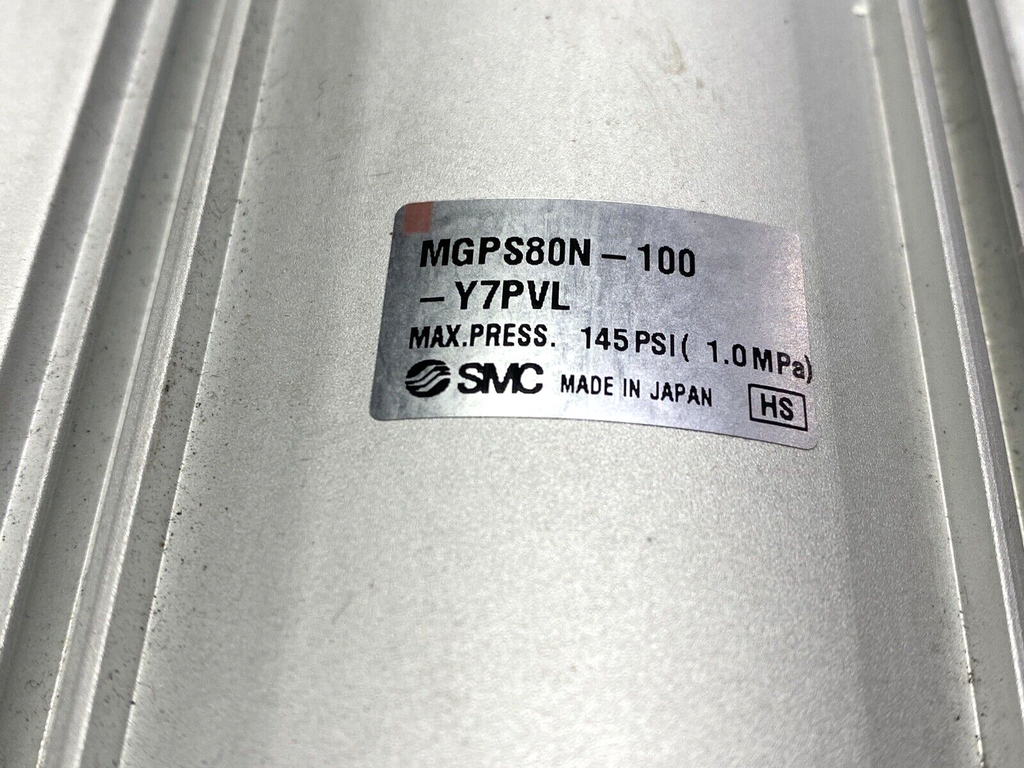 MGPS80N-100
-Y7PVL
MAX.PRESS. 145PSI( 1.0MPa)
SMC MADE IN JAPAN HS